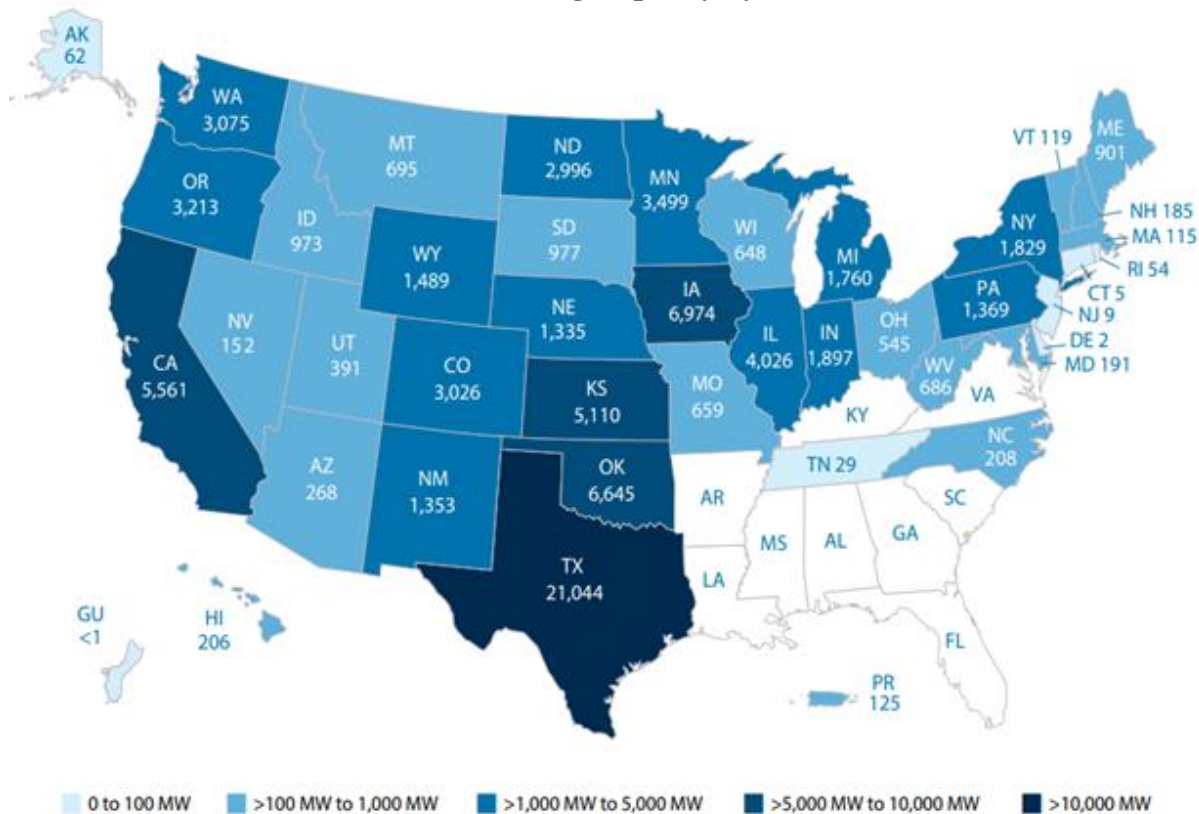 AK
62
WA
3,075
OR
3,213
CA
5,561
ID
973
NV
152
MT
695
WY
1,489
UT
391
AZ
268
CO
3,026
NM
1,353
ND
2,996
SD
977
NE
1,335
KS
5,110
OK
6,645
TX
21,044
MN
3,499
IA
6,974
MO
659
AR
LA
WI
648
IL
4,026
MI
1,760
IN
1,897
OH
545
KY
TN 29
MS
AL
GA
FL
SC
NC
208
VA
WV
686
PA
1,369
NY
1,829
VT 119
ME
901
NH 185
MA 115
RI 54
CT 5
NJ 9
DE 2
MD 191
GU
<1
HI
206
PR
125
0 to 100 MW
>100 MW to 1,000 MW
>1,000 MW to 5,000 MW
>5,000 MW to 10,000 MW
>10,000 MW